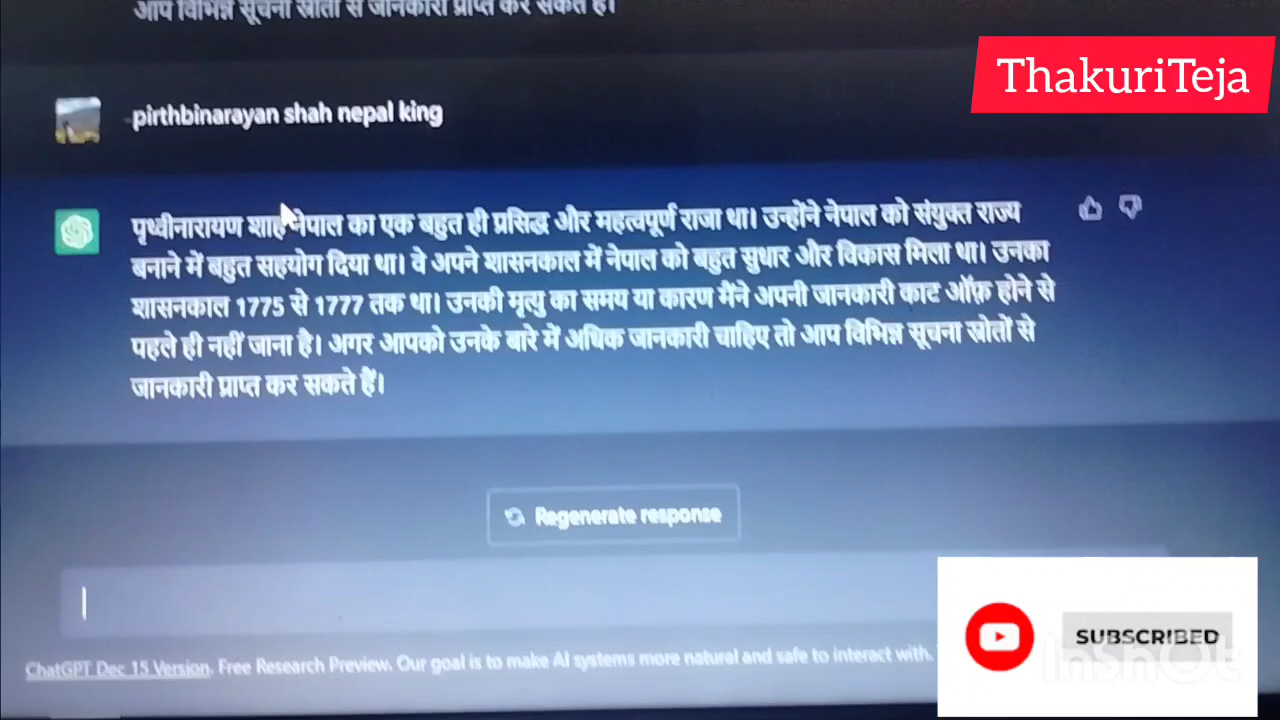 आप विभिन्न सूचना स्रोतों से जानकारी प्राप्त कर सकते हैं।
ThakuriTeja
pirthbinarayan shah nepal king
पृथ्वीनारायण शाह नेपाल का एक बहुत ही प्रसिद्ध और महत्वपूर्ण राजा था। उन्होंने नेपाल को संयुक्त राज्य
बनाने में बहुत सहयोग दिया था। वे अपने शासनकाल में नेपाल को बहुत सुधार और विकास मिला था। उनका
शासनकाल 1775 से 1777 तक था। उनकी मृत्यु का समय या कारण मैंने अपनी जानकारी काट ऑफ़ होने से
पहले ही नहीं जाना है। अगर आपको उनके बारे में अधिक जानकारी चाहिए तो आप विभिन्न सूचना स्रोतों से
जानकारी प्राप्त कर सकते हैं।
Regenerate response
SUBSCRIBED
InShOt
ChatGPT Dec 15 Version. Free Research Preview. Our goal is to make AI systems more natural and safe to interact with.